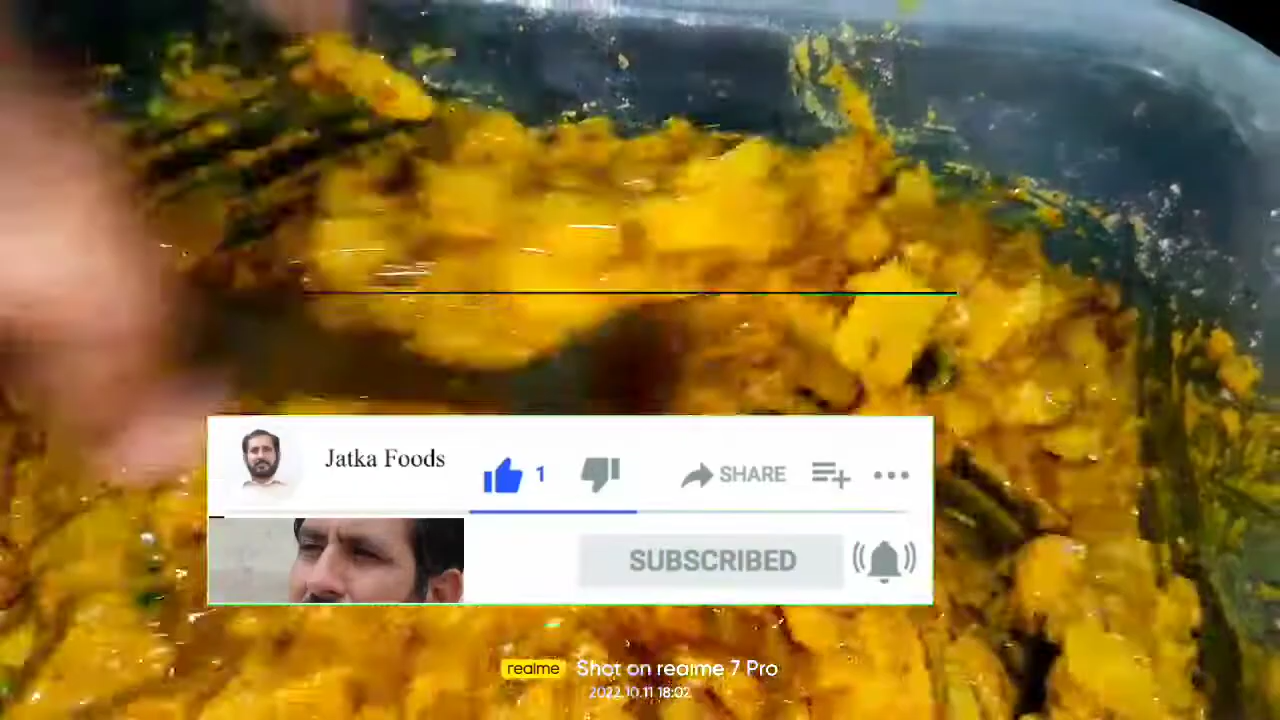 Jatka Foods
1
SHARE
SUBSCRIBED
realme Shot on realme 7 Pro
2022.10.11 18:02